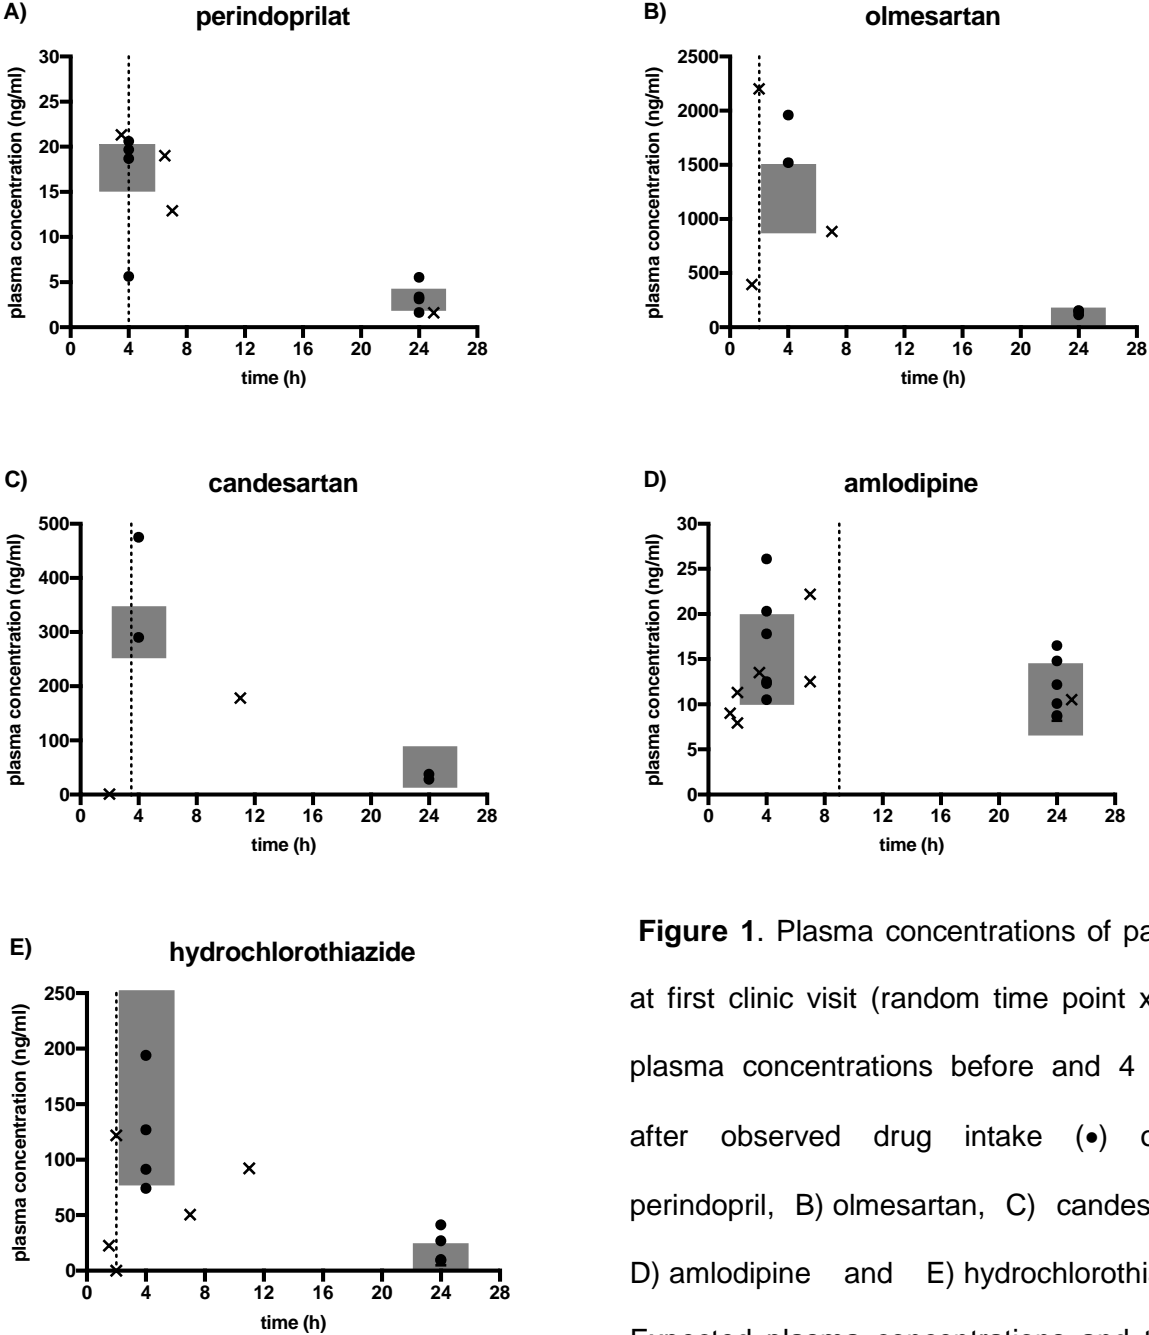 A)
perindoprilat
plasma concentration (ng/ml)
30
25
20
15
10
5
0
0 4 8 12 16 20 24 28
time (h)
B)
olmesartan
plasma concentration (ng/ml)
2500
2000
1500
1000
500
0
0 4 8 12 16 20 24 28
time (h)
C)
candesartan
plasma concentration (ng/ml)
500
400
300
200
100
0
0 4 8 12 16 20 24 28
time (h)
D)
amlodipine
plasma concentration (ng/ml)
30
25
20
15
10
5
0
0 4 8 12 16 20 24 28
time (h)
E)
hydrochlorothiazide
plasma concentration (ng/ml)
250
200
150
100
50
0
0 4 8 12 16 20 24 28
time (h)
Figure 1. Plasma concentrations of pa
at first clinic visit (random time point x
plasma concentrations before and 4
after observed drug intake (●) o
perindopril, B) olmesartan, C) candes
D) amlodipine and E) hydrochlorothi
Expected plasma concentrations and